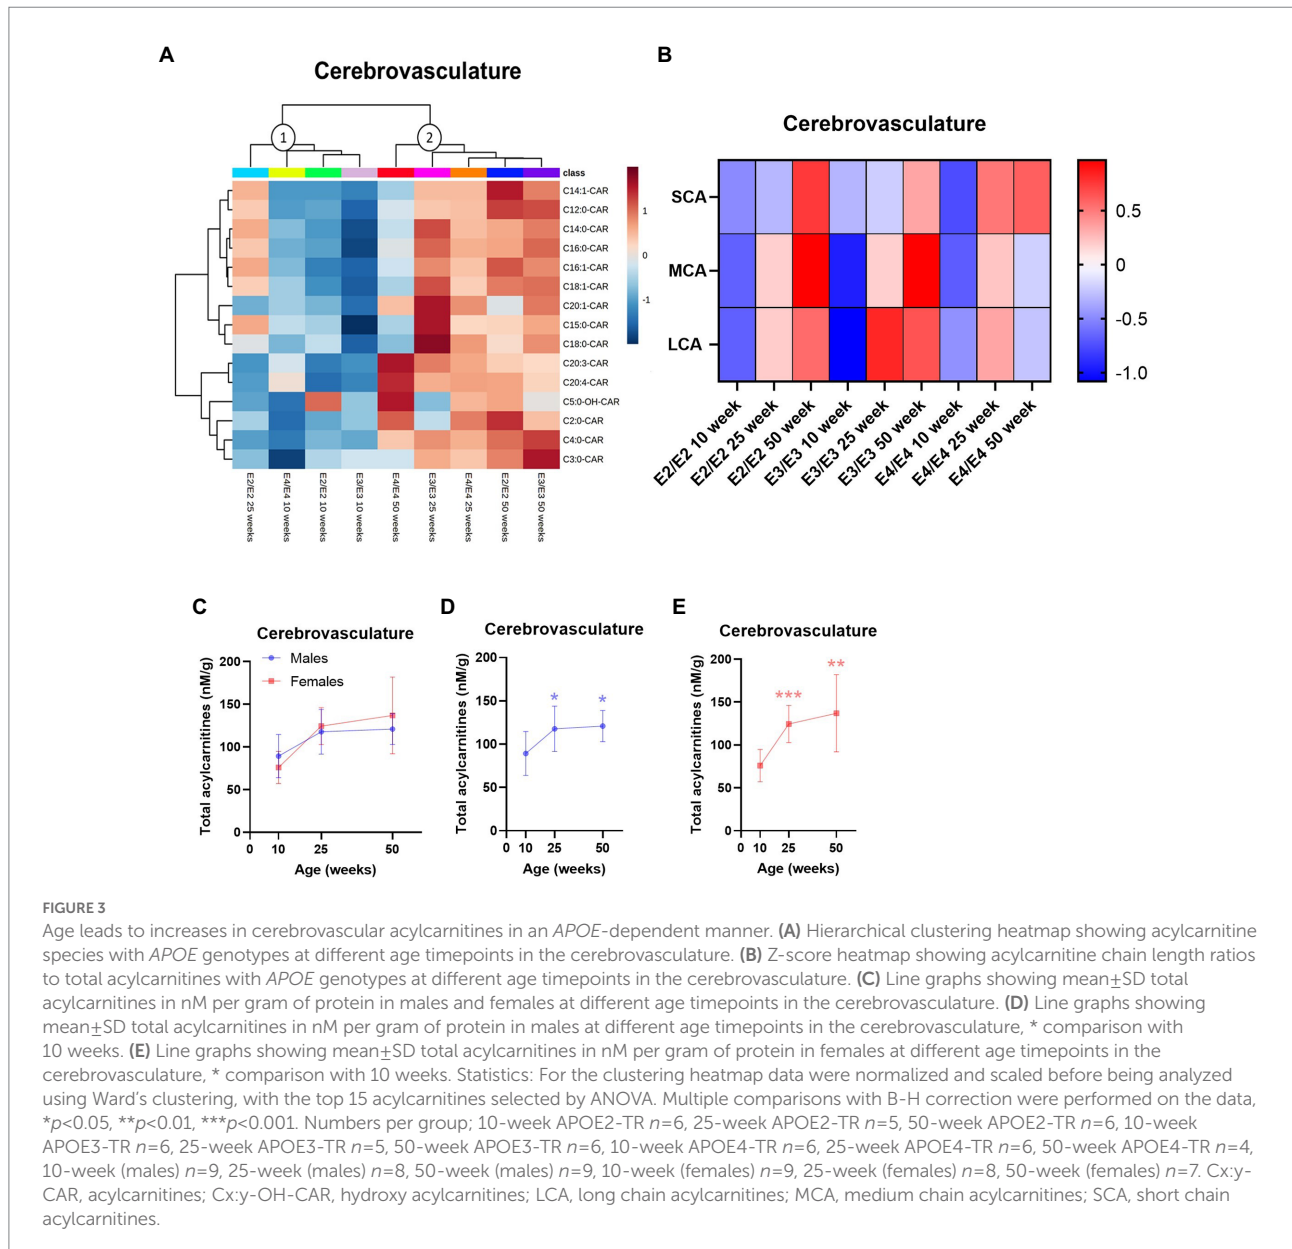 A
Cerebrovasculature
1
2
class
C14:1-CAR
C12:0-CAR
C14:0-CAR
C16:0-CAR
C16:1-CAR
C18:1-CAR
C20:1-CAR
C15:0-CAR
C18:0-CAR
C20:3-CAR
C20:4-CAR
C5:0-OH-CAR
C2:0-CAR
C4:0-CAR
C3:0-CAR
1
0
-1
E2/E2 25 weeks
E4/E4 10 weeks
E2/E2 10 weeks
E3/E3 10 weeks
E4/E4 50 weeks
E3/E3 25 weeks
E4/E4 25 weeks
E2/E2 50 weeks
E3/E3 50 weeks
B
Cerebrovasculature
SCA
MCA
LCA
0.5
0
-0.5
-1.0
E2/E2 10 week
E2/E2 25 week
E2/E2 50 week
E3/E3 10 week
E3/E3 25 week
E3/E3 50 week
E4/E4 10 week
E4/E4 25 week
E4/E4 50 week
C
Cerebrovasculature
Males
Females
Total acylcarnitines (nM/g)
200
150
100
50
0
0 10 25 50
Age (weeks)
D
Cerebrovasculature
Total acylcarnitines (nM/g)
200
150
100
50
0
* *
0 10 25 50
Age (weeks)
E
Cerebrovasculature
Total acylcarnitines (nM/g)
200
150
100
50
0
*** **
0 10 25 50
Age (weeks)
FIGURE 3
Age leads to increases in cerebrovascular acylcarnitines in an APOE-dependent manner. (A) Hierarchical clustering heatmap showing acylcarnitine
species with APOE genotypes at different age timepoints in the cerebrovasculature. (B) Z-score heatmap showing acylcarnitine chain length ratios
to total acylcarnitines with APOE genotypes at different age timepoints in the cerebrovasculature. (C) Line graphs showing mean±SD total
acylcarnitines in nM per gram of protein in males and females at different age timepoints in the cerebrovasculature. (D) Line graphs showing
mean±SD total acylcarnitines in nM per gram of protein in males at different age timepoints in the cerebrovasculature, * comparison with
10 weeks. (E) Line graphs showing mean±SD total acylcarnitines in nM per gram of protein in females at different age timepoints in the
cerebrovasculature, * comparison with 10 weeks. Statistics: For the clustering heatmap data were normalized and scaled before being analyzed
using Ward's clustering, with the top 15 acylcarnitines selected by ANOVA. Multiple comparisons with B-H correction were performed on the data,
*p<0.05, **p<0.01, ***p<0.001. Numbers per group; 10-week APOE2-TR n=6, 25-week APOE2-TR n=5, 50-week APOE2-TR n=6, 10-week
APOE3-TR n=6, 25-week APOE3-TR n=5, 50-week APOE3-TR n=6, 10-week APOE4-TR n=6, 25-week APOE4-TR n=6, 50-week APOE4-TR n=4,
10-week (males) n=9, 25-week (males) n=8, 50-week (males) n=9, 10-week (females) n=9, 25-week (females) n=8, 50-week (females) n=7. Cx:y-
CAR, acylcarnitines; Cx:y-OH-CAR, hydroxy acylcarnitines; LCA, long chain acylcarnitines; MCA, medium chain acylcarnitines; SCA, short chain
acylcarnitines.